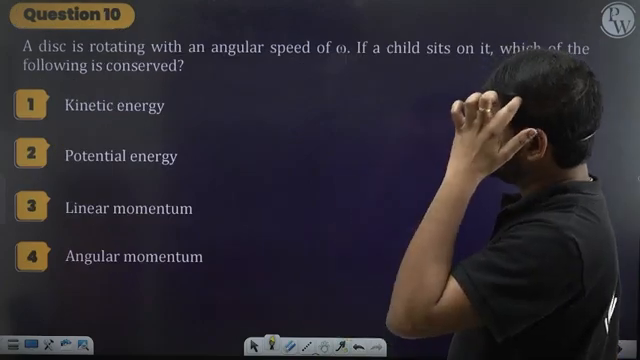 Question 10
PW
A disc is rotating with an angular speed of ω. If a child sits on it, which of the
following is conserved?
1 Kinetic energy
2 Potential energy
3 Linear momentum
4 Angular momentum